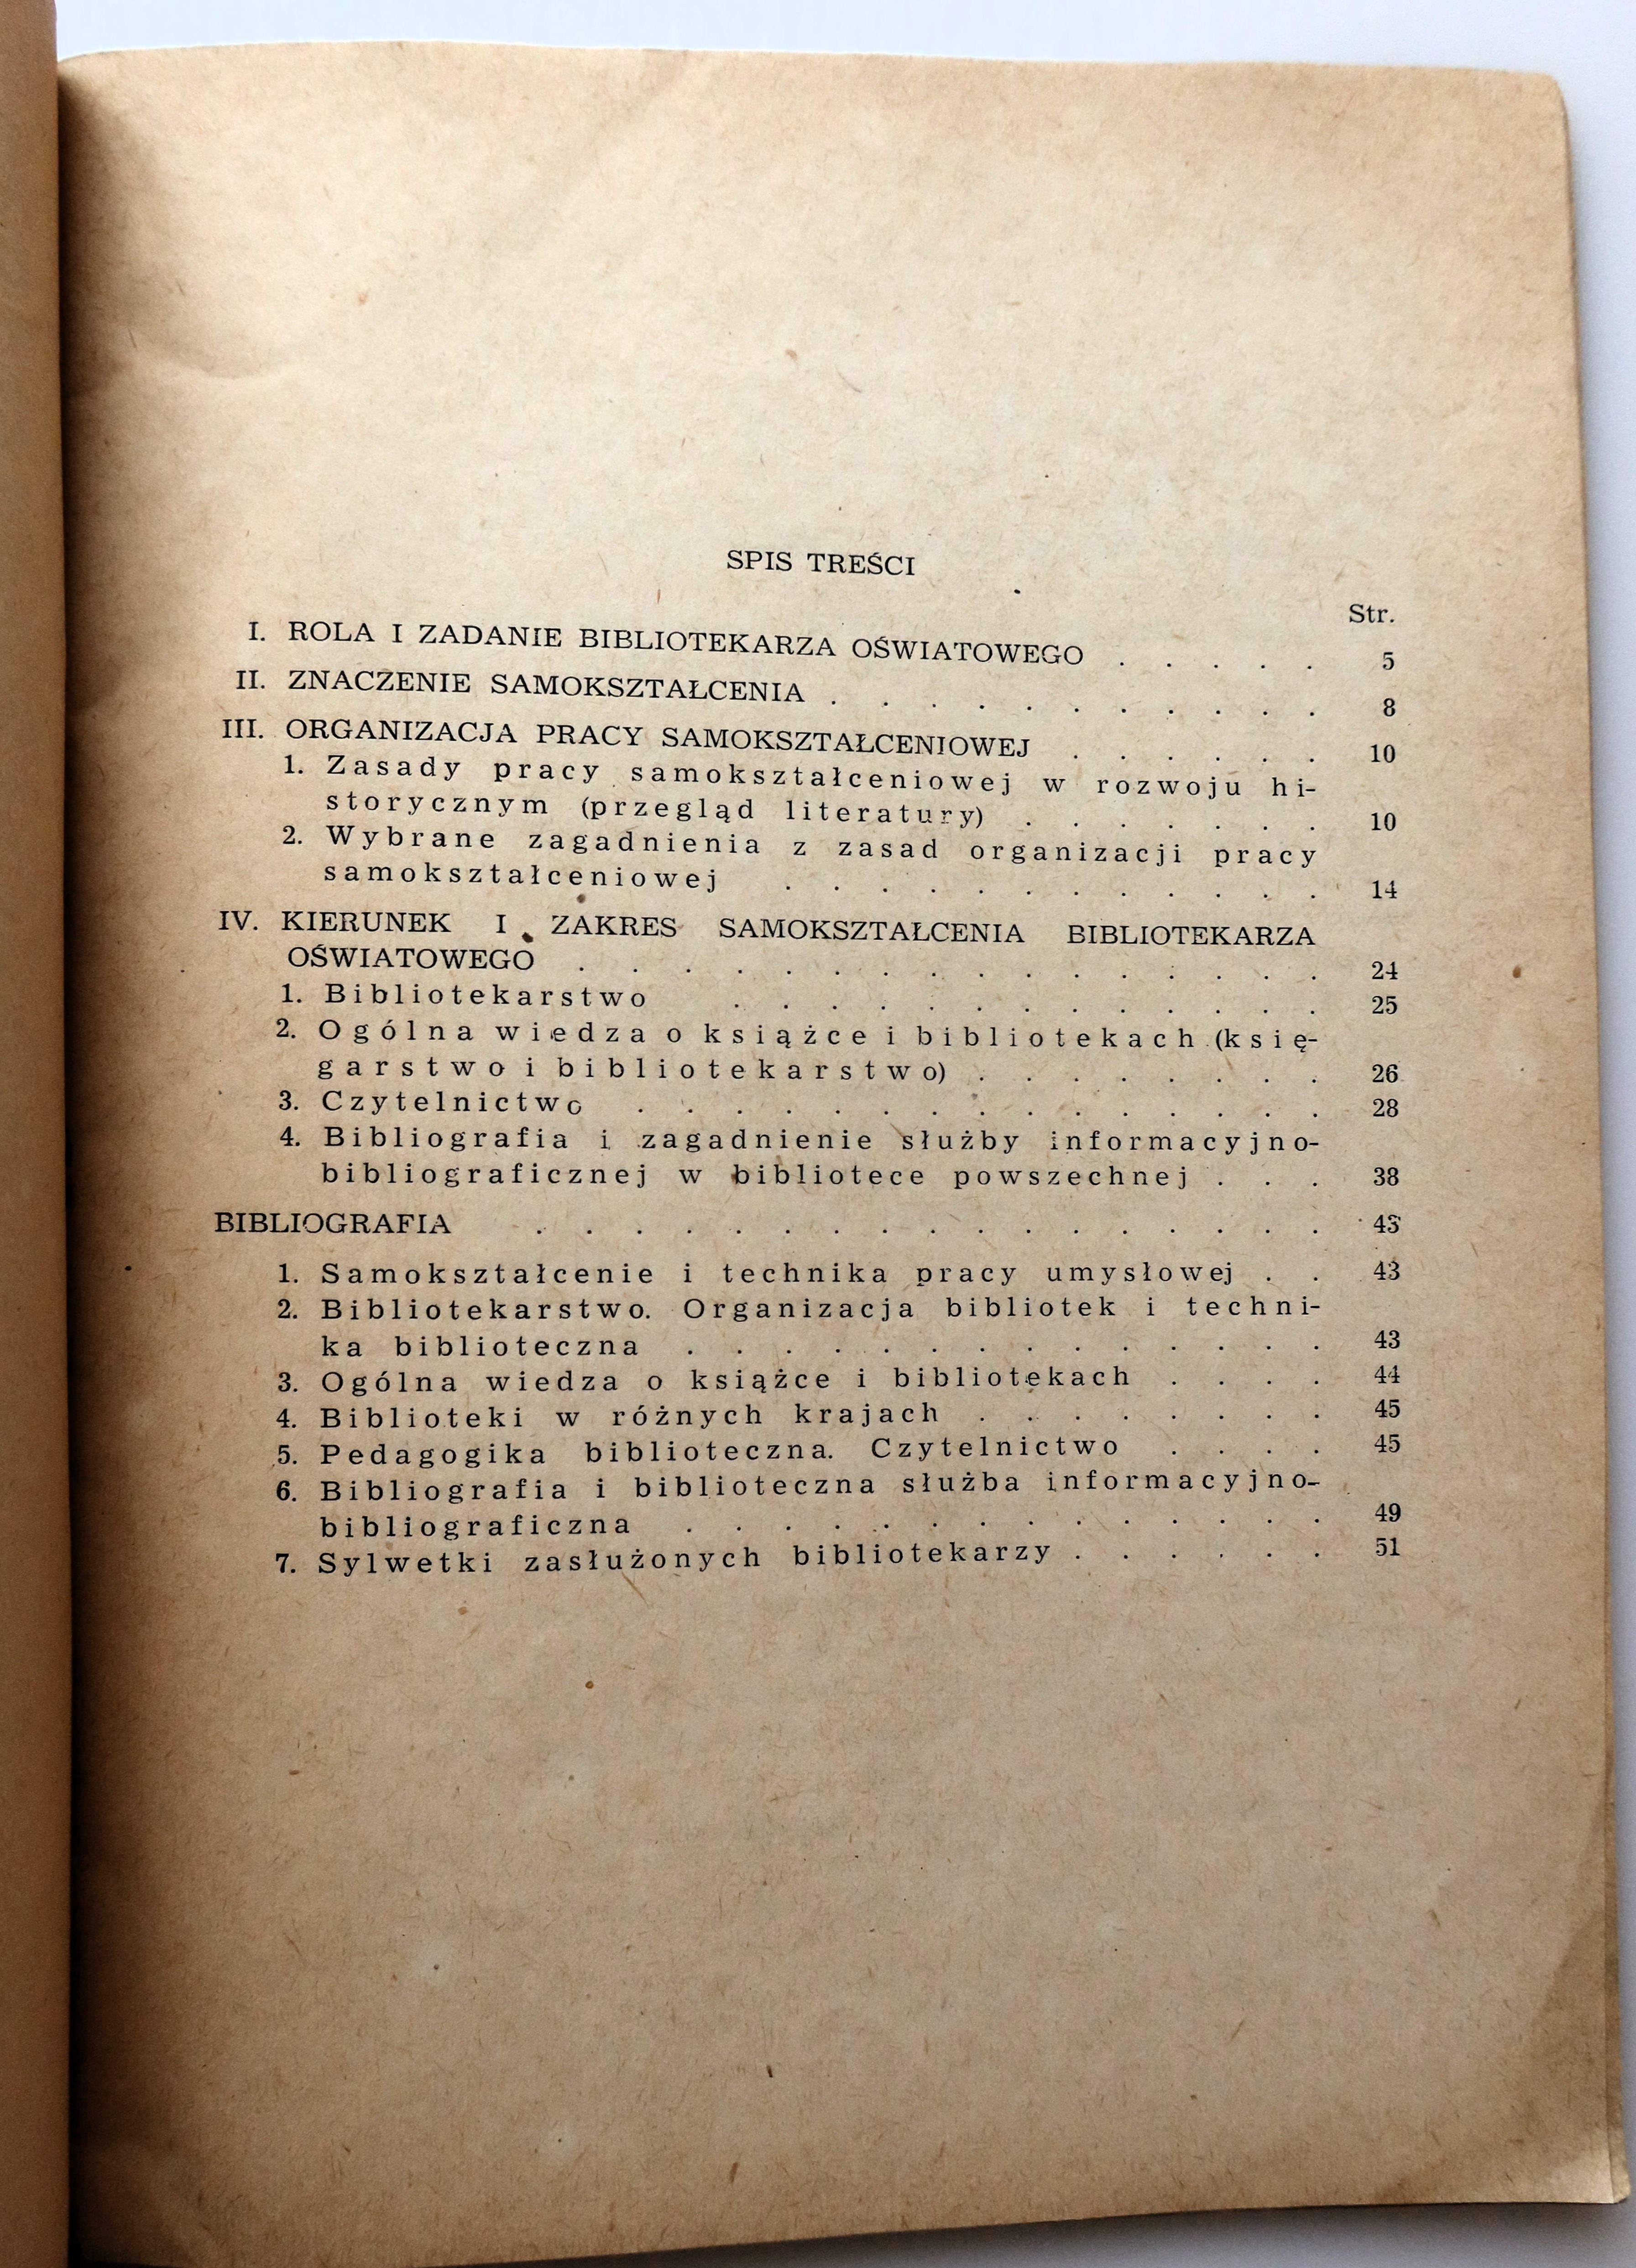 SPIS TREŚCI
Str.
I. ROLA I ZADANIE BIBLIOTEKARZA OŚWIATOWEGO . . . . . 5
II. ZNACZENIE SAMOKSZTAŁCENIA . . . . . . . . . . . 8
III. ORGANIZACJA PRACY SAMOKSZTAŁCENIOWEJ . . . . . . 10
1. Zasady pracy samokształceniowej w rozwoju hi-
storycznym (przegląd literatury) . . . . . . . 10
2. Wybrane zagadnienia z zasad organizacji pracy
samokształceniowej . . . . . . . . . . . 14
IV. KIERUNEK I ZAKRES SAMOKSZTAŁCENIA BIBLIOTEKARZA
OŚWIATOWEGO . . . . . . . . . . . . . . . . 24
1. Bibliotekarstwo . . . . . . . . . . . . 25
2. Ogólna wiedza o książce i bibliotekach (księ-
garstwo i bibliotekarstwo) . . . . . . . . 26
3. Czytelnictwo . . . . . . . . . . . . . . 28
4. Bibliografia i zagadnienie służby informacyjno-
bibliograficznej w bibliotece powszechnej . . . 38
BIBLIOGRAFIA . . . . . . . . . . . . . . . . . 43
1. Samokształcenie i technika pracy umysłowej . . 43
2. Bibliotekarstwo. Organizacja bibliotek i techni-
ka biblioteczna . . . . . . . . . . . . . . 43
3. Ogólna wiedza o książce i bibliotekach . . . . 44
4. Biblioteki w różnych krajach . . . . . . . . 45
5. Pedagogika biblioteczna. Czytelnictwo . . . . 45
6. Bibliografia i biblioteczna służba informacyjno-
bibliograficzna . . . . . . . . . . . . . . 49
7. Sylwetki zasłużonych bibliotekarzy . . . . . . 51